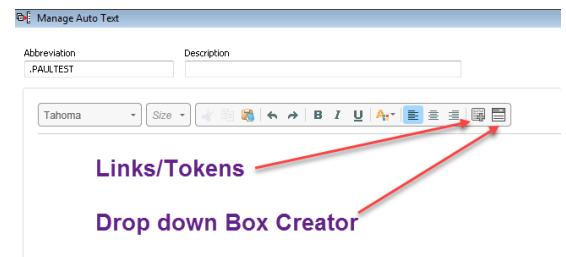 Manage Auto Text
Abbreviation Description
.PAULTEST
Tahoma Size B I U A
Links/Tokens
Drop down Box Creator